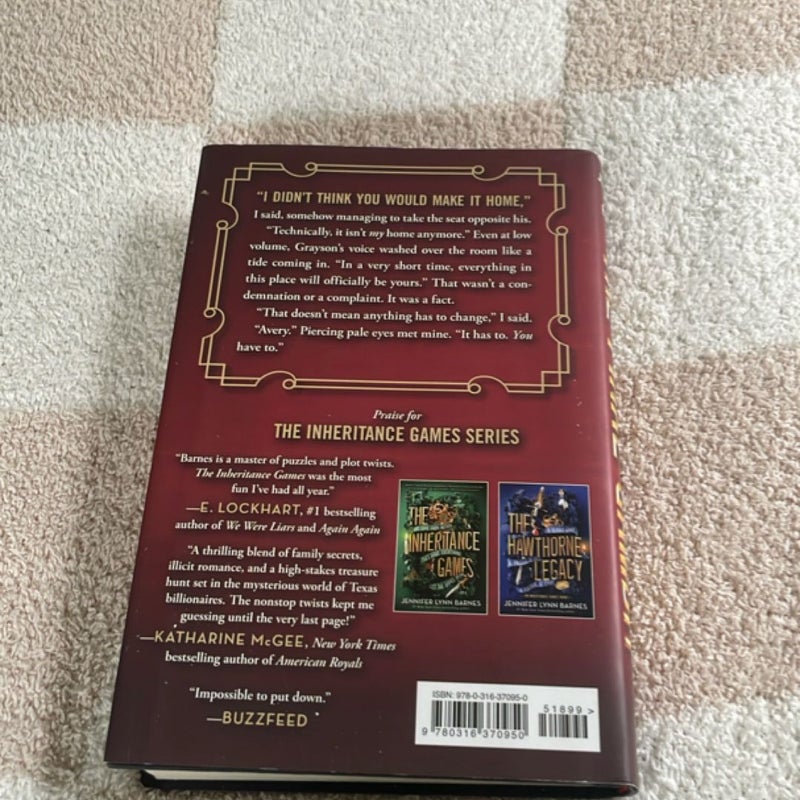 "I DIDN'T THINK YOU WOULD MAKE IT HOME,"
I said, somehow managing to take the seat opposite his.
"Technically, it isn't my home anymore." Even at low
volume, Grayson's voice washed over the room like a
tide coming in. "In a very short time, everything in
this place will officially be yours." That wasn't a con-
demnation or a complaint. It was a fact.
"That doesn't mean anything has to change," I said.
"Avery." Piercing pale eyes met mine. "It has to. You
have to."
Praise for
THE INHERITANCE GAMES SERIES
"Barnes is a master of puzzles and plot twists.
The Inheritance Games was the most
fun I've had all year."
—E. LOCKHART, #1 bestselling
author of We Were Liars and Again Again
"A thrilling blend of family secrets,
illicit romance, and a high-stakes treasure
hunt set in the mysterious world of Texas
billionaires. The nonstop twists kept me
guessing until the very last page!"
—KATHARINE McGEE, New York Times
bestselling author of American Royals
"Impossible to put down."
—BUZZFEED
THE
INHERITANCE
GAMES
JENNIFER LYNN BARNES
THE
HAWTHORNE
LEGACY
JENNIFER LYNN BARNES
ISBN: 978-0-316-37095-0
51899>
9 780316 370950